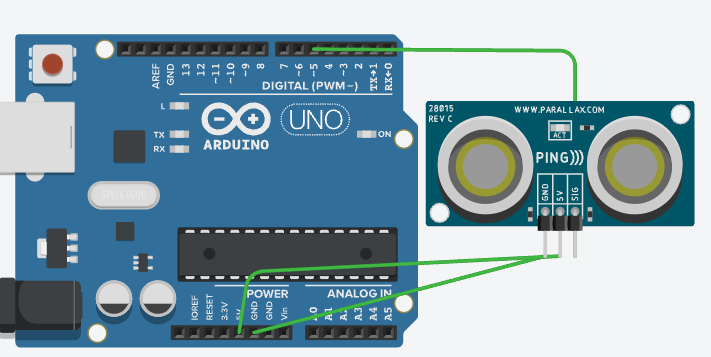 AREF
GND
13
12
~11
~10
~9
8
7
~6
~5
4
~3
2
TX→1
RX←0
DIGITAL (PWM~)
L
TX
RX
ARDUINO
UNO
ON
28015
REV C
WWW.PARALLAX.COM
ACT
PING)))
GND
5V
SIG
POWER
ANALOG IN
IOREF
RESET
3.3V
5V
GND
GND
Vin
A0
A1
A2
A3
A4
A5